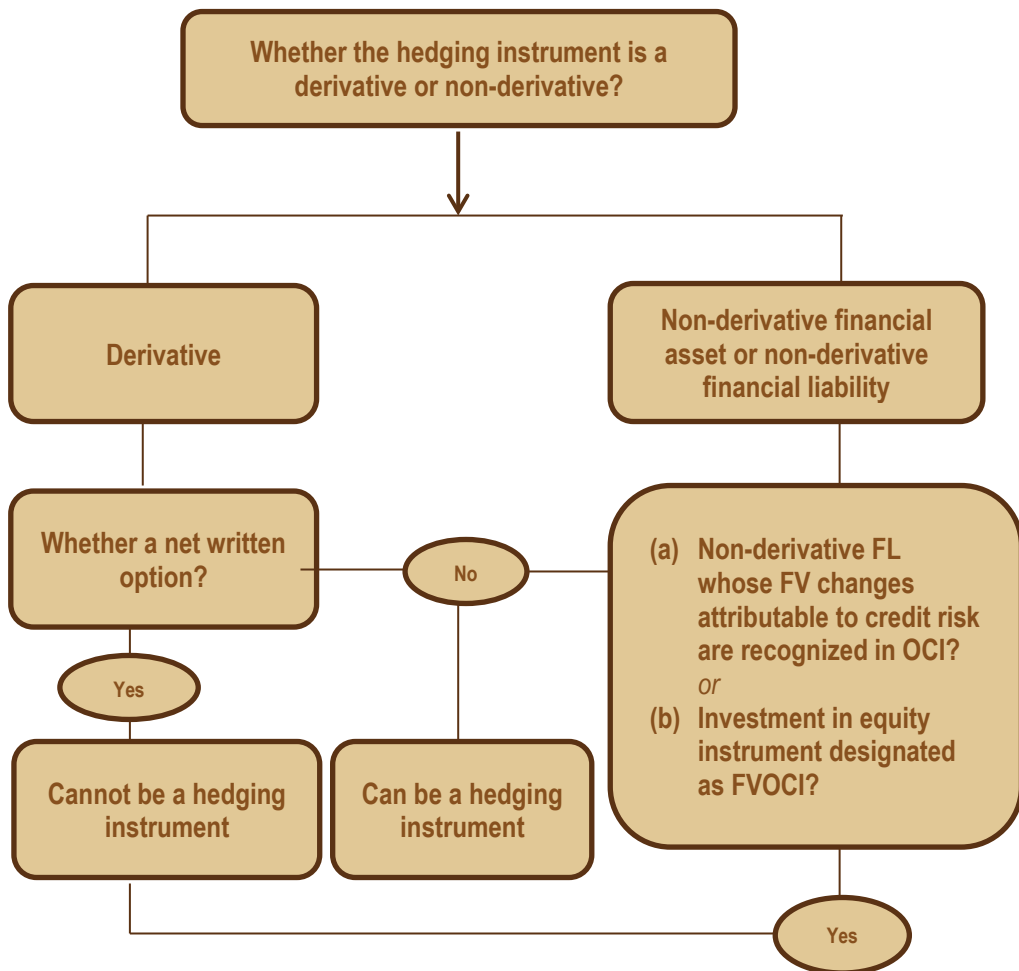 Whether the hedging instrument is a
derivative or non-derivative?
Derivative
Non-derivative financial
asset or non-derivative
financial liability
Whether a net written
option?
No
(a) Non-derivative FL
whose FV changes
attributable to credit risk
are recognized in OCI?
or
(b) Investment in equity
instrument designated
as FVOCI?
Yes
Cannot be a hedging
instrument
Can be a hedging
instrument
Yes